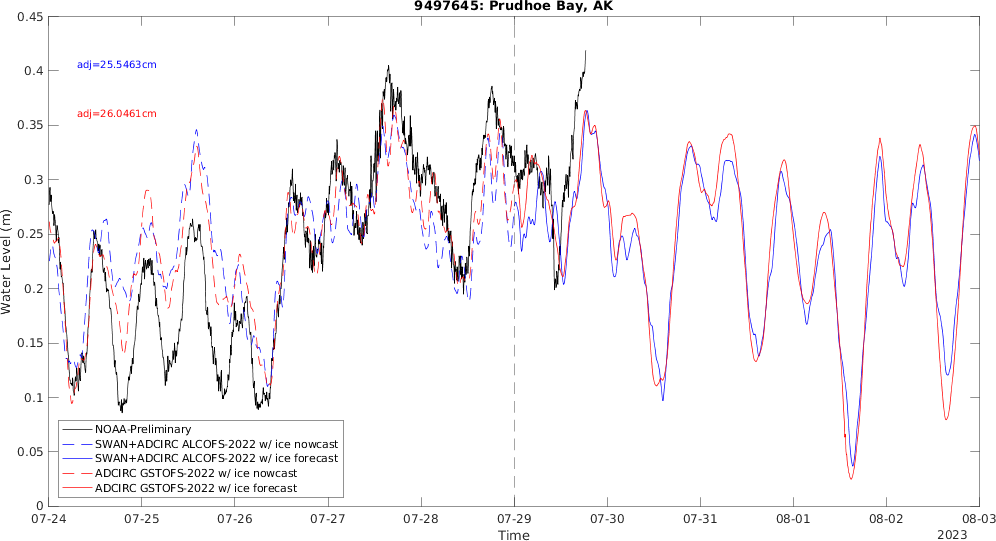 9497645: Prudhoe Bay, AK
0.45
0.4
0.35
0.3
0.25
0.2
0.15
0.1
0.05
0
Water Level (m)
adj=25.5463cm
adj=26.0461cm
NOAA-Preliminary
SWAN+ADCIRC ALCOFS-2022 w/ ice nowcast
SWAN+ADCIRC ALCOFS-2022 w/ ice forecast
ADCIRC GSTOFS-2022 w/ ice nowcast
ADCIRC GSTOFS-2022 w/ ice forecast
07-24 07-25 07-26 07-27 07-28 07-29 07-30 07-31 08-01 08-02 08-03
Time
2023